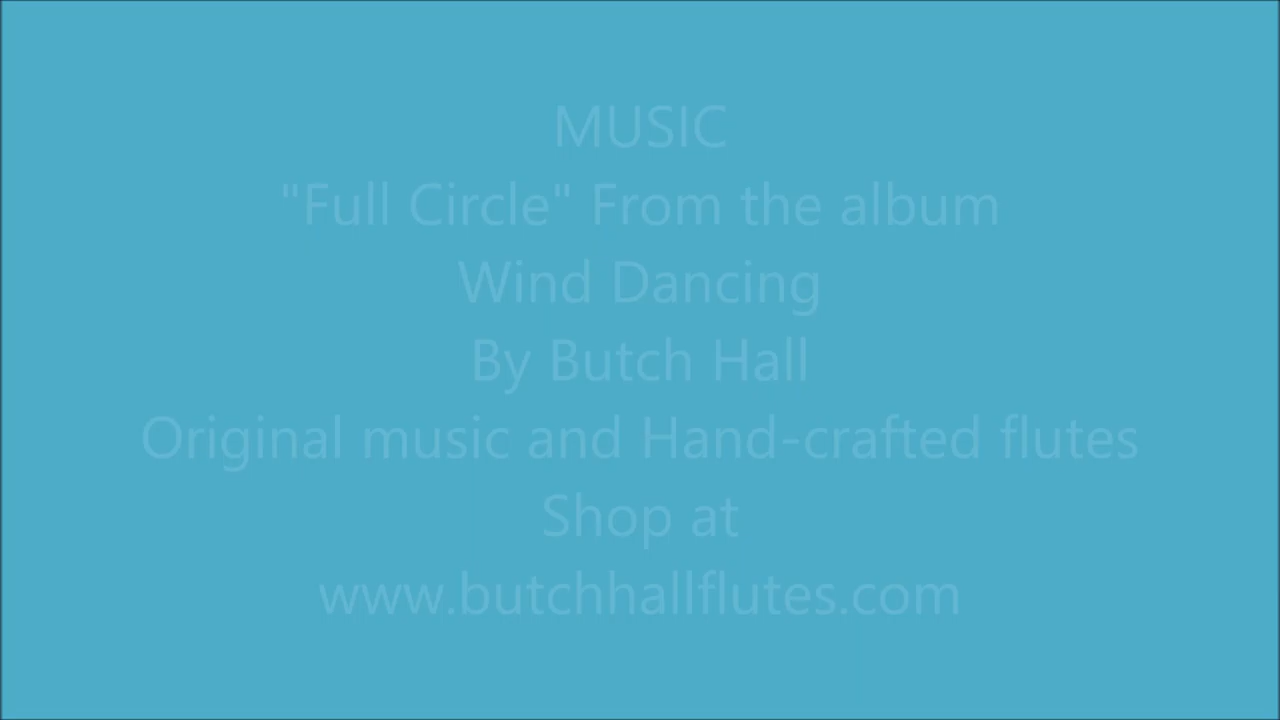 MUSIC
"Full Circle" From the album
Wind Dancing
By Butch Hall
Original music and Hand-crafted flutes
Shop at
www.butchhallflutes.com